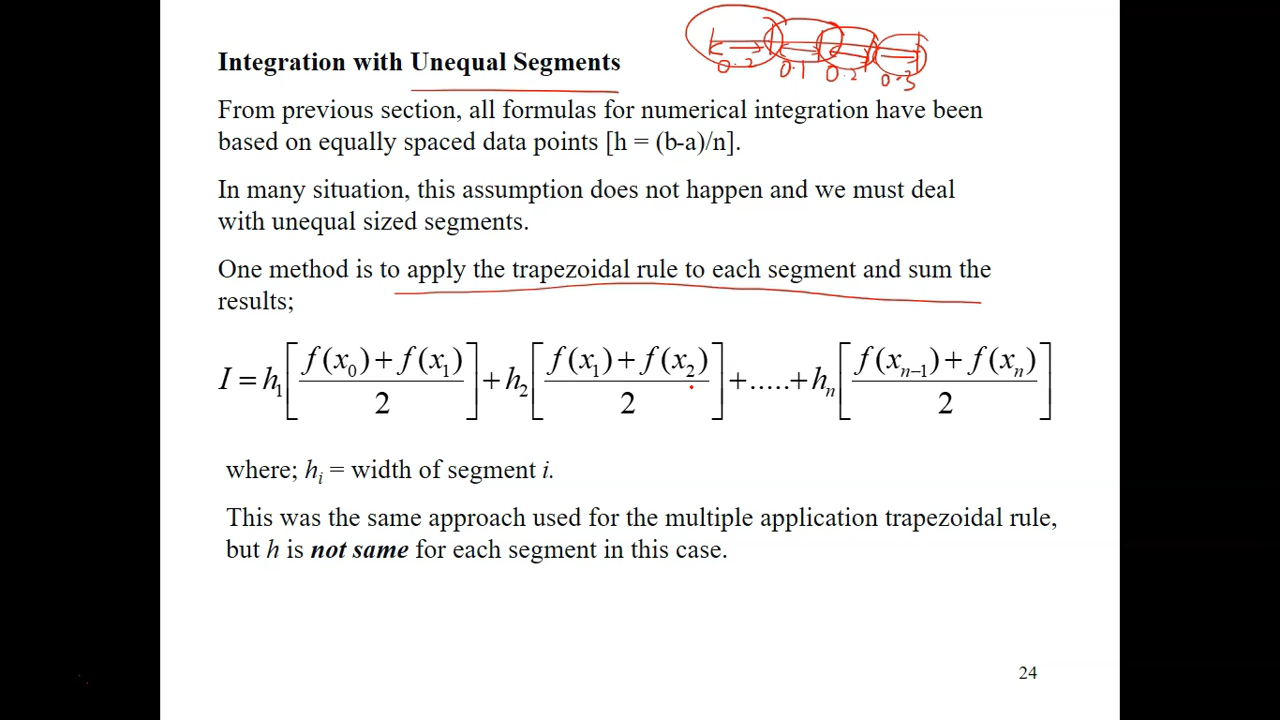 0.2 0.1 0.2 0.3
Integration with Unequal Segments
From previous section, all formulas for numerical integration have been
based on equally spaced data points [h = (b-a)/n].
In many situation, this assumption does not happen and we must deal
with unequal sized segments.
One method is to apply the trapezoidal rule to each segment and sum the
results;
I = h₁[(f(x₀) + f(x₁))/2] + h₂[(f(x₁) + f(x₂))/2] + ..... + hₙ[(f(xₙ₋₁) + f(xₙ))/2]
where; hᵢ = width of segment i.
This was the same approach used for the multiple application trapezoidal rule,
but h is not same for each segment in this case.
24